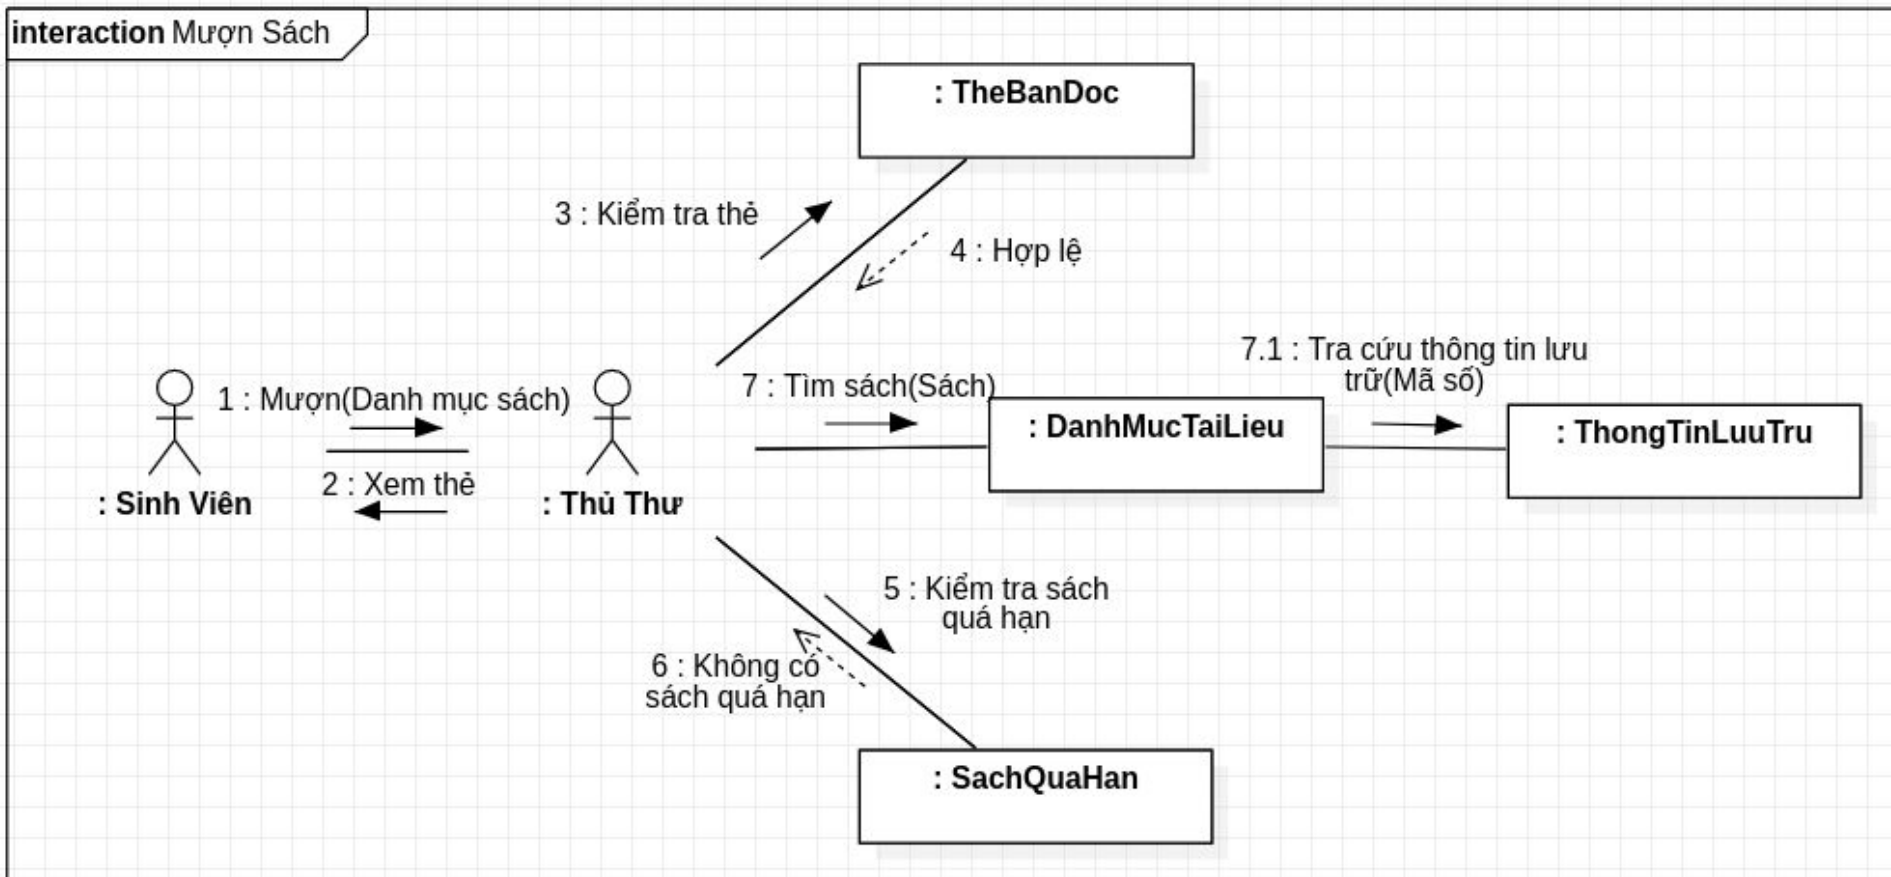 interaction Mượn Sách
: TheBanDoc
3 : Kiểm tra thẻ
4 : Hợp lệ
7.1 : Tra cứu thông tin lưu
trữ(Mã số)
1 : Mượn(Danh mục sách)
7 : Tìm sách(Sách)
: DanhMucTaiLieu
: ThongTinLuuTru
2 : Xem thẻ
: Sinh Viên
: Thủ Thư
5 : Kiểm tra sách
quá hạn
6 : Không có
sách quá hạn
: SachQuaHan